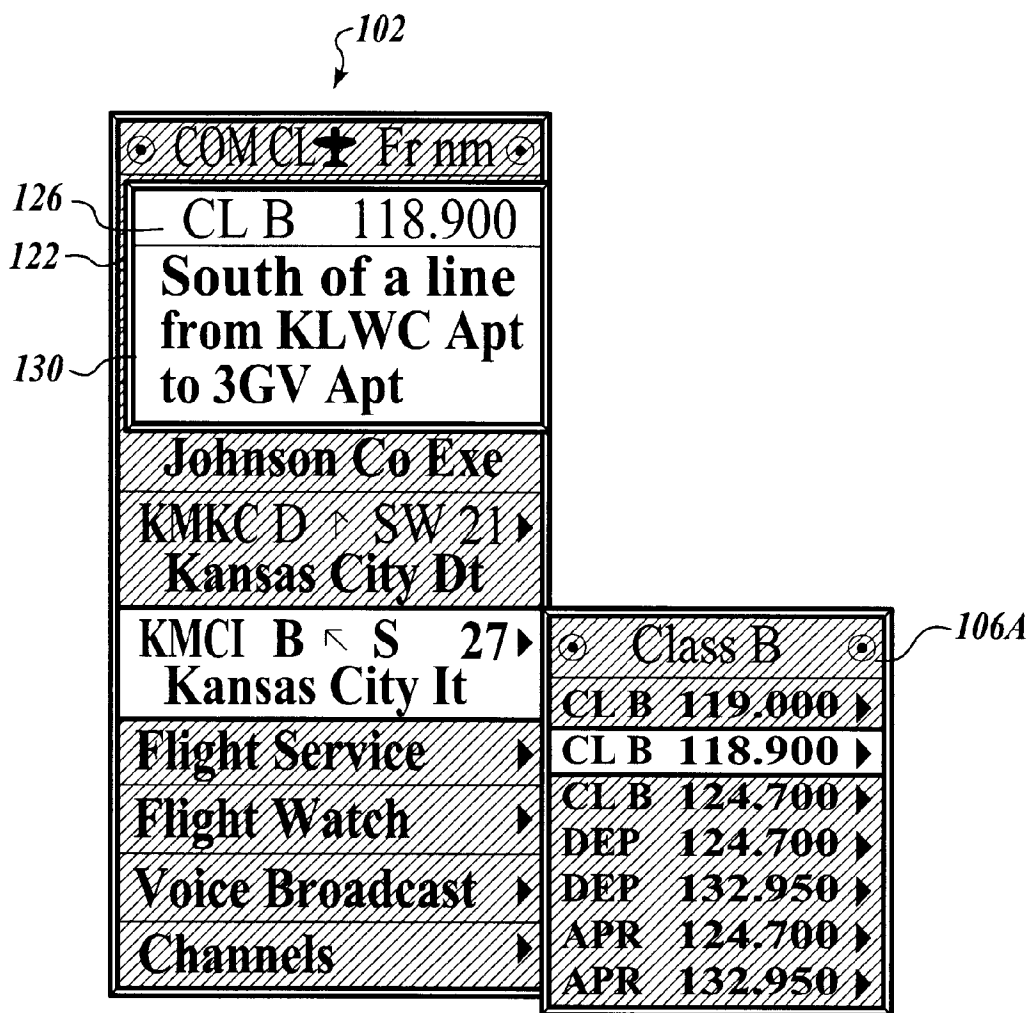 102
COM CL Fr nm
126
CL B 118.900
122
South of a line
from KLWC Apt
130
to 3GV Apt
Johnson Co Exe
KMKC D ↑ SW 21
Kansas City Dt
KMCI B ↖ S 27
Kansas City It
Flight Service
Flight Watch
Voice Broadcast
Channels
106A
Class B
CL B 119.000
CL B 118.900
CL B 124.700
DEP 124.700
DEP 132.950
APR 124.700
APR 132.950